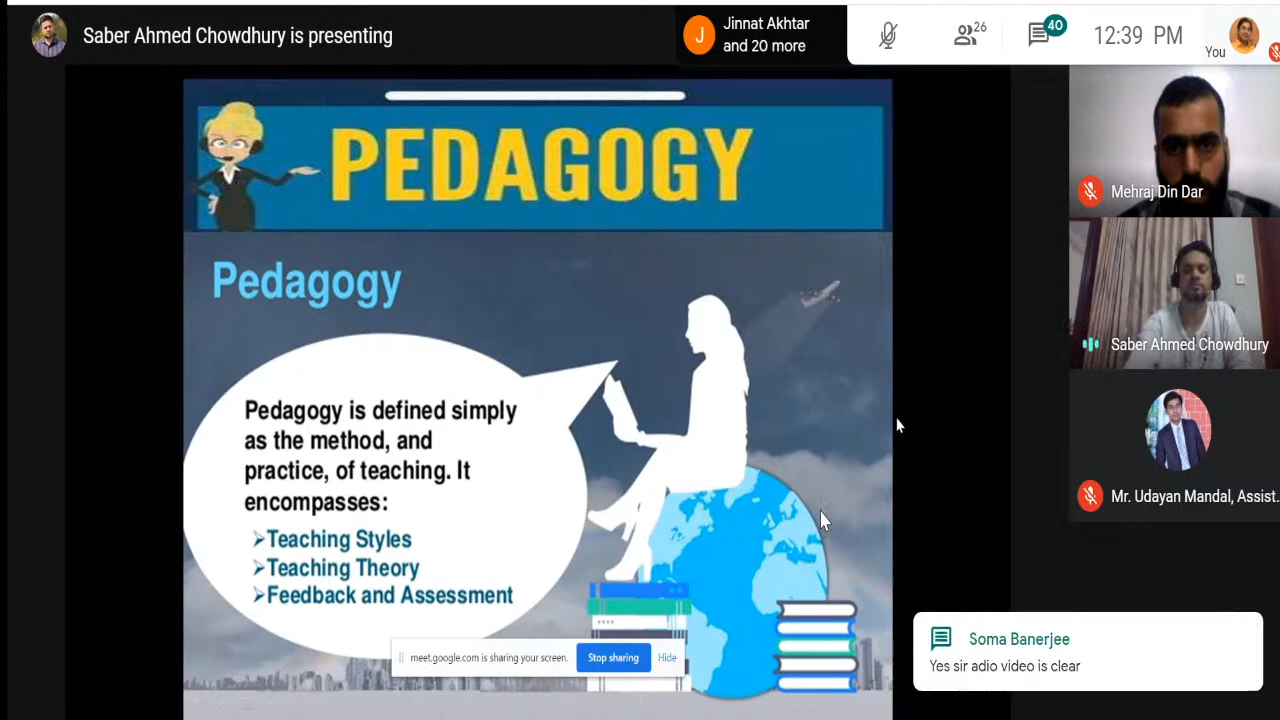 Saber Ahmed Chowdhury is presenting
J
Jinnat Akhtar
and 20 more
26
40
12:39 PM
You
PEDAGOGY
Pedagogy
Pedagogy is defined simply
as the method, and
practice, of teaching. It
encompasses:
➢Teaching Styles
➢Teaching Theory
➢Feedback and Assessment
meet.google.com is sharing your screen.
Stop sharing
Hide
Mehraj Din Dar
Saber Ahmed Chowdhury
Mr. Udayan Mandal, Assist...
Soma Banerjee
Yes sir adio video is clear